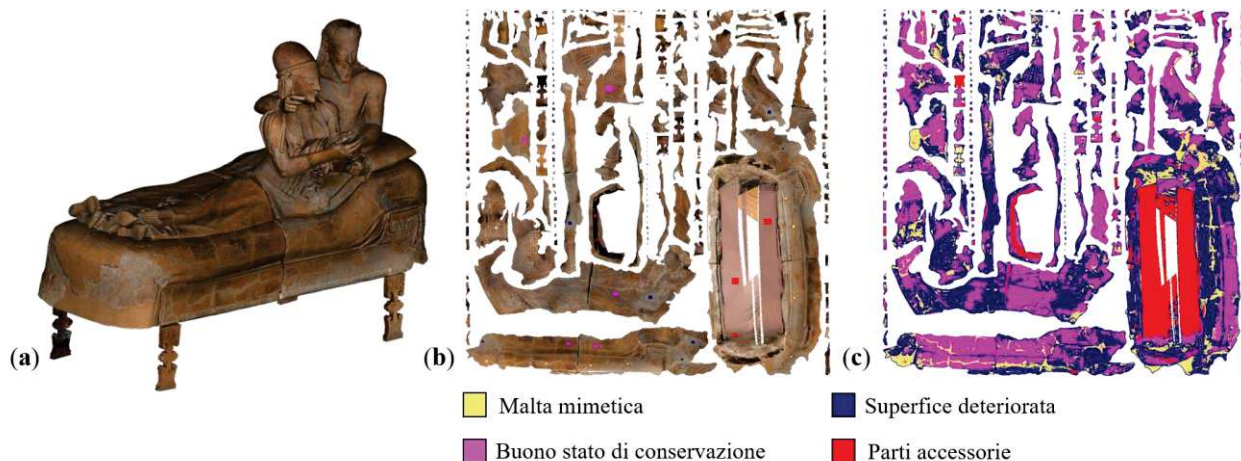 (a) (b) (c)
Malta mimetica Superfice deteriorata
Buono stato di conservazione Parti accessorie